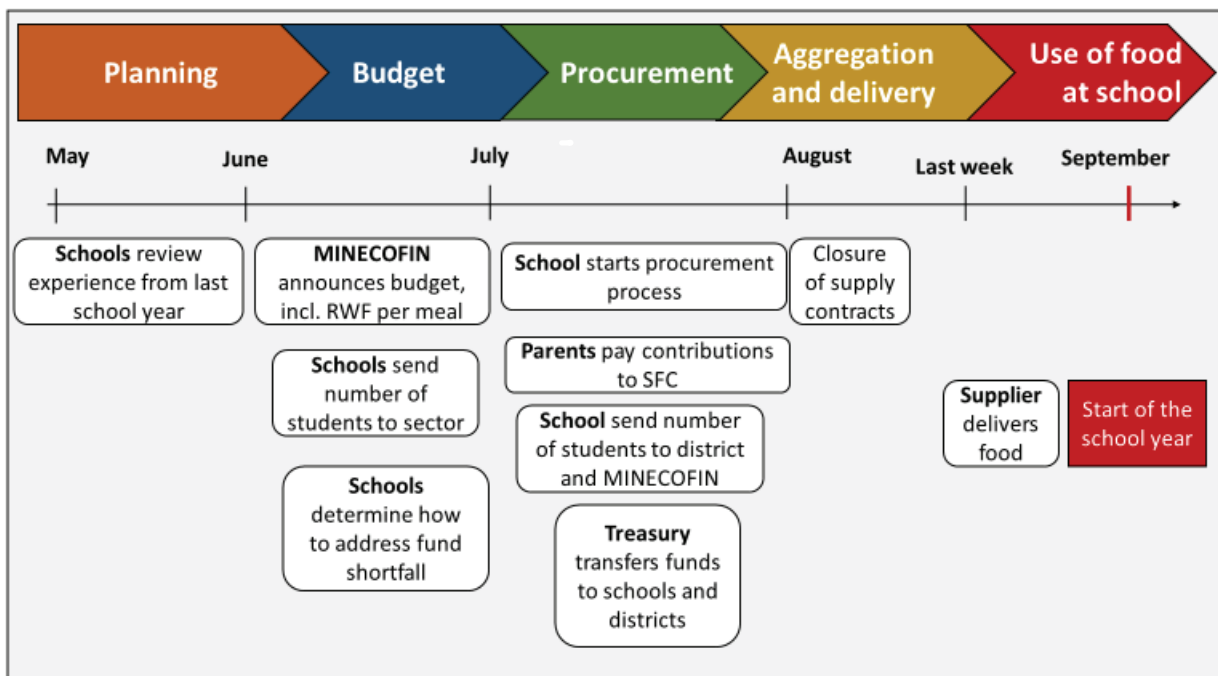 Planning
Budget
Procurement
Aggregation
and delivery
Use of food
at school
May
June
July
August
Last week
September
Schools review
experience from last
school year
MINECOFIN
announces budget,
incl. RWF per meal
School starts procurement
process
Closure
of supply
contracts
Schools send
number of
students to sector
Parents pay contributions
to SFC
School send number
of students to district
and MINECOFIN
Supplier
delivers
food
Start of the
school year
Schools
determine how
to address fund
shortfall
Treasury
transfers funds
to schools and
districts